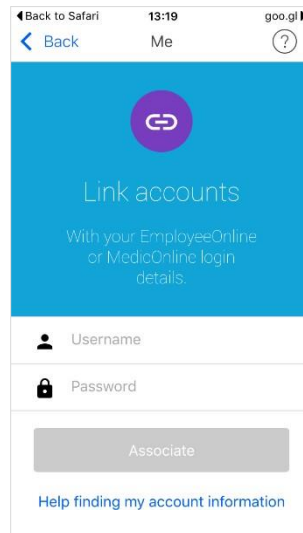 Back to Safari 13:19 goo.gl
Back Me ?
Link accounts
With your EmployeeOnline
or MedicOnline login
details.
Username
Password
Associate
Help finding my account information